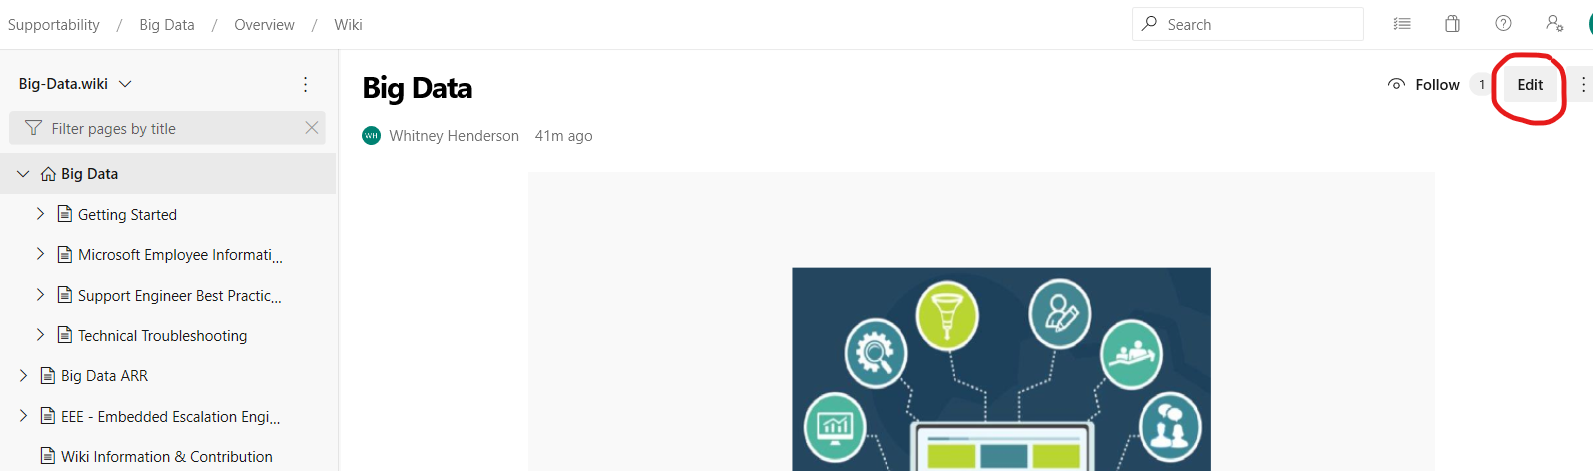 Supportability / Big Data / Overview / Wiki
Search
Big-Data.wiki
Filter pages by title
Big Data
Getting Started
Microsoft Employee Informati...
Support Engineer Best Practic...
Technical Troubleshooting
Big Data ARR
EEE - Embedded Escalation Engi...
Wiki Information & Contribution
Big Data
Follow 1 Edit
WH Whitney Henderson 41m ago